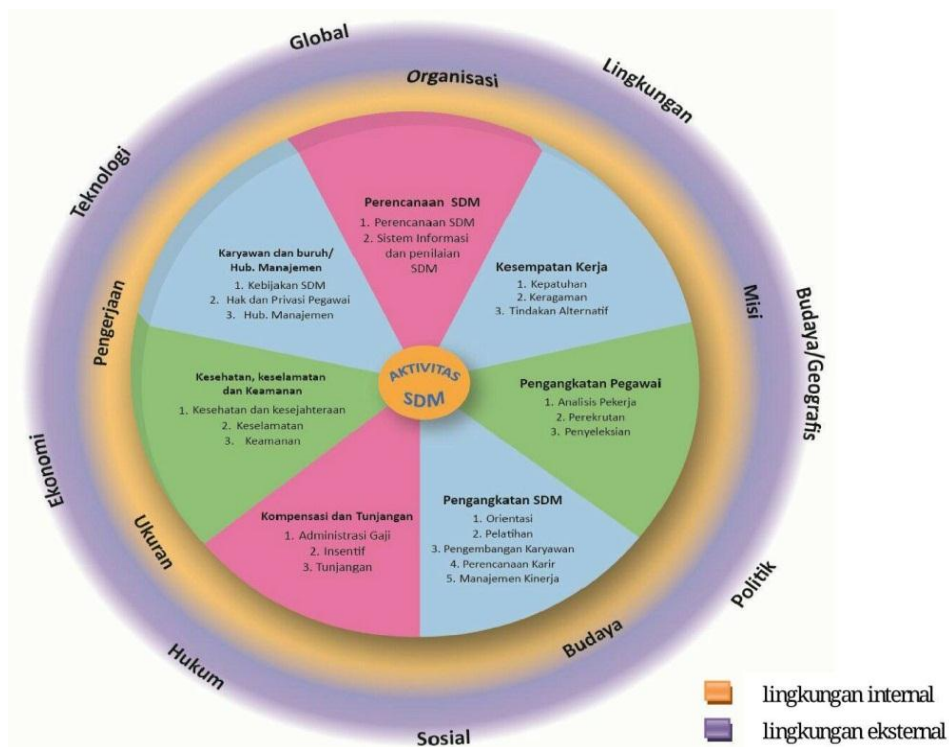 Global
Lingkungan
Organisasi
Teknologi
Perencanaan SDM
1. Perencanaan SDM
2. Sistem Informasi
dan penilaian
SDM
Karyawan dan buruh/
Hub. Manajemen
1. Kebijakan SDM
2. Hak dan Privasi Pegawai
3. Hub. Manajemen
Kesempatan Kerja
1. Kepatuhan
2. Keragaman
3. Tindakan Alternatif
Pengerjaan
Misi
Budaya/Geografis
AKTIVITAS
SDM
Kesehatan, keselamatan
dan Keamanan
1. Kesehatan dan kesejahteraan
2. Keselamatan
3. Keamanan
Pengangkatan Pegawai
1. Analisis Pekerja
2. Perekrutan
3. Penyeleksian
Ekonomi
Ukuran
Kompensasi dan Tunjangan
1. Administrasi Gaji
2. Insentif
3. Tunjangan
Pengangkatan SDM
1. Orientasi
2. Pelatihan
3. Pengembangan Karyawan
4. Perencanaan Karir
5. Manajemen Kinerja
Politik
Budaya
Hukum
Sosial
lingkungan internal
lingkungan eksternal